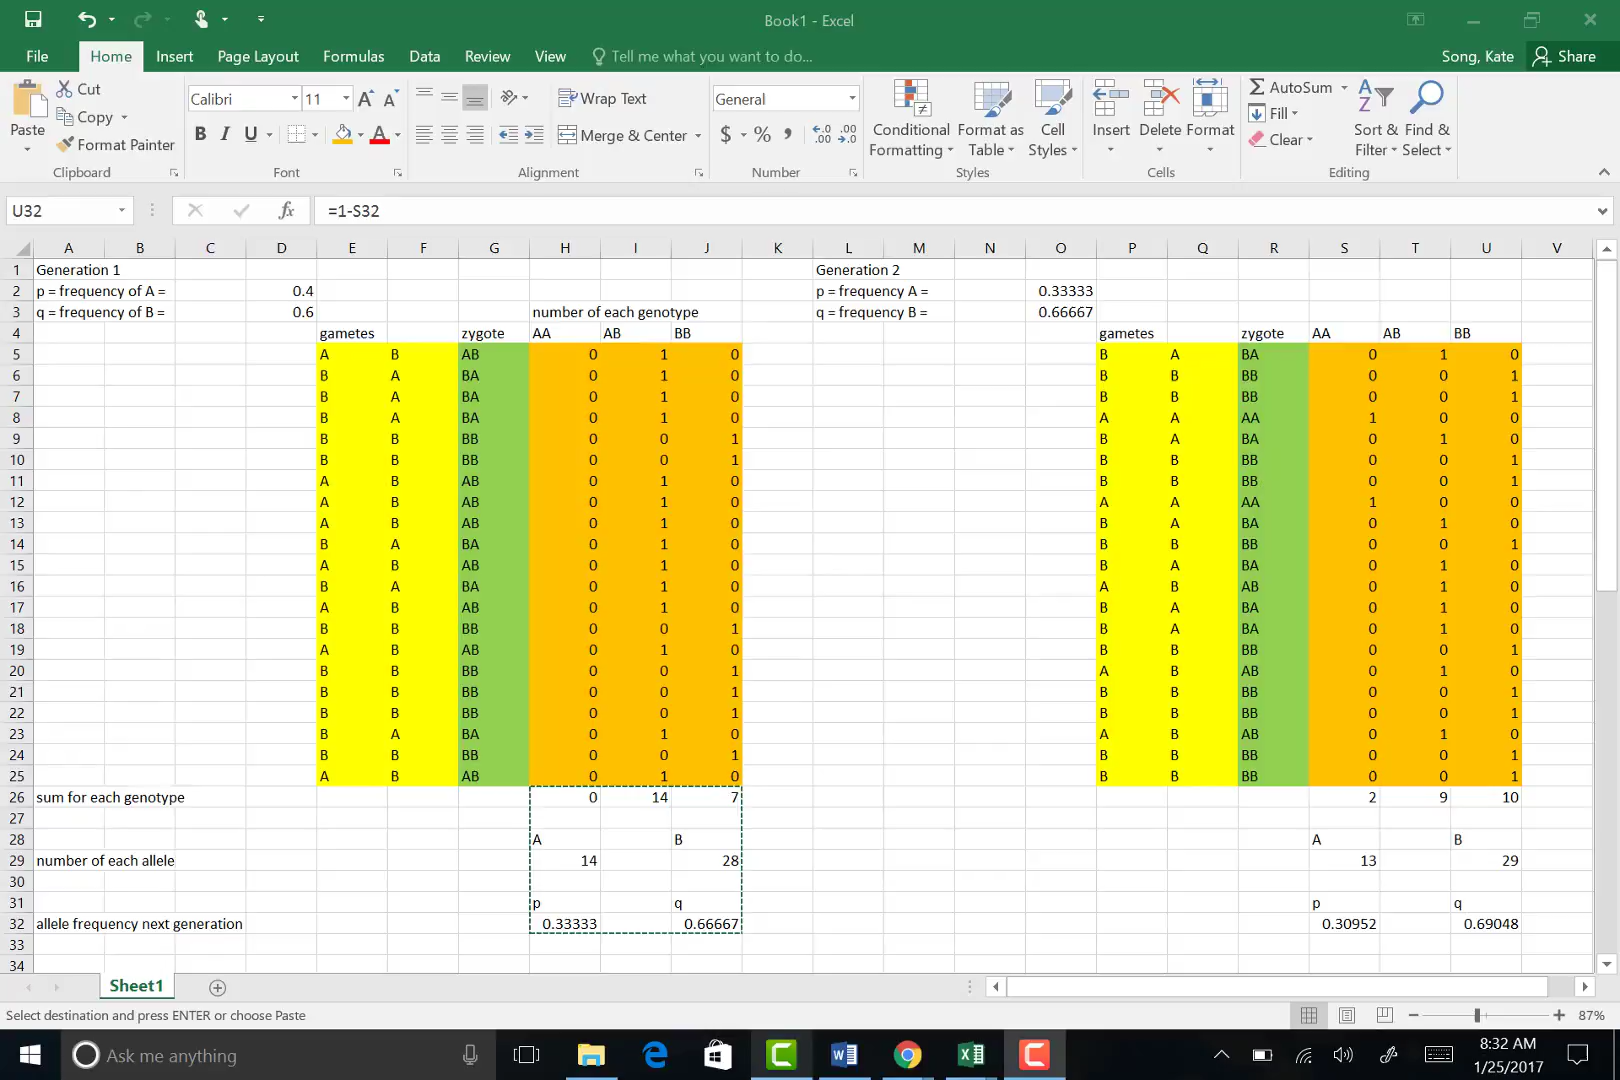 Book1 - Excel
File Home Insert Page Layout Formulas Data Review View Tell me what you want to do... Song, Kate Share
Paste Cut Copy Format Painter Clipboard
Calibri 11 B I U A Font
Wrap Text Merge & Center Alignment
General $ % , Number
Conditional Formatting Format as Table Cell Styles Styles
Insert Delete Format Cells
AutoSum Fill Clear Sort & Filter Find & Select Editing
U32 fx =1-S32
A B C D E F G H I J K L M N O P Q R S T U V
1 Generation 1 Generation 2
2 p = frequency of A = 0.4 p = frequency A = 0.33333
3 q = frequency of B = 0.6 number of each genotype q = frequency B = 0.66667
4 gametes zygote AA AB BB gametes zygote AA AB BB
5 A B AB 0 1 0 B A BA 0 1 0
6 B A BA 0 1 0 B B BB 0 0 1
7 B A BA 0 1 0 B B BB 0 0 1
8 B A BA 0 1 0 A A AA 1 0 0
9 B B BB 0 0 1 B A BA 0 1 0
10 B B BB 0 0 1 B B BB 0 0 1
11 A B AB 0 1 0 B B BB 0 0 1
12 A B AB 0 1 0 A A AA 1 0 0
13 A B AB 0 1 0 B A BA 0 1 0
14 B A BA 0 1 0 B B BB 0 0 1
15 A B AB 0 1 0 B A BA 0 1 0
16 B A BA 0 1 0 A B AB 0 1 0
17 A B AB 0 1 0 B A BA 0 1 0
18 B B BB 0 0 1 B A BA 0 1 0
19 A B AB 0 1 0 B B BB 0 0 1
20 B B BB 0 0 1 A B AB 0 1 0
21 B B BB 0 0 1 B B BB 0 0 1
22 B B BB 0 0 1 B B BB 0 0 1
23 B A BA 0 1 0 A B AB 0 1 0
24 B B BB 0 0 1 B B BB 0 0 1
25 A B AB 0 1 0 B B BB 0 0 1
26 sum for each genotype 0 14 7 2 9 10
27
28 A B A B
29 number of each allele 14 28 13 29
30
31 p q p q
32 allele frequency next generation 0.33333 0.66667 0.30952 0.69048
33
34
Sheet1
Select destination and press ENTER or choose Paste 87%
Ask me anything 8:32 AM
1/25/2017